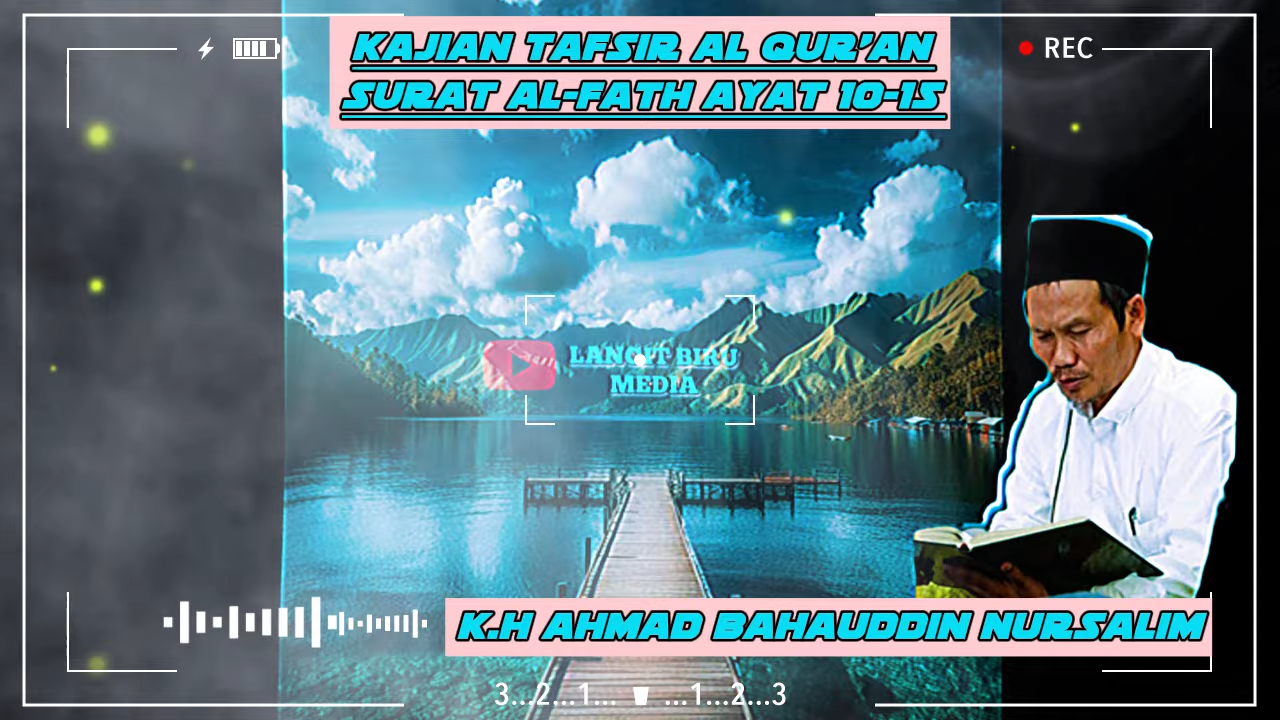 KAJIAN TAFSIR AL QUR'AN
SURAT AL-FATH AYAT 10-15
REC
LANGIT BIRU
MEDIA
K.H AHMAD BAHAUDDIN NURSALIM
3...2...1... ...1...2...3